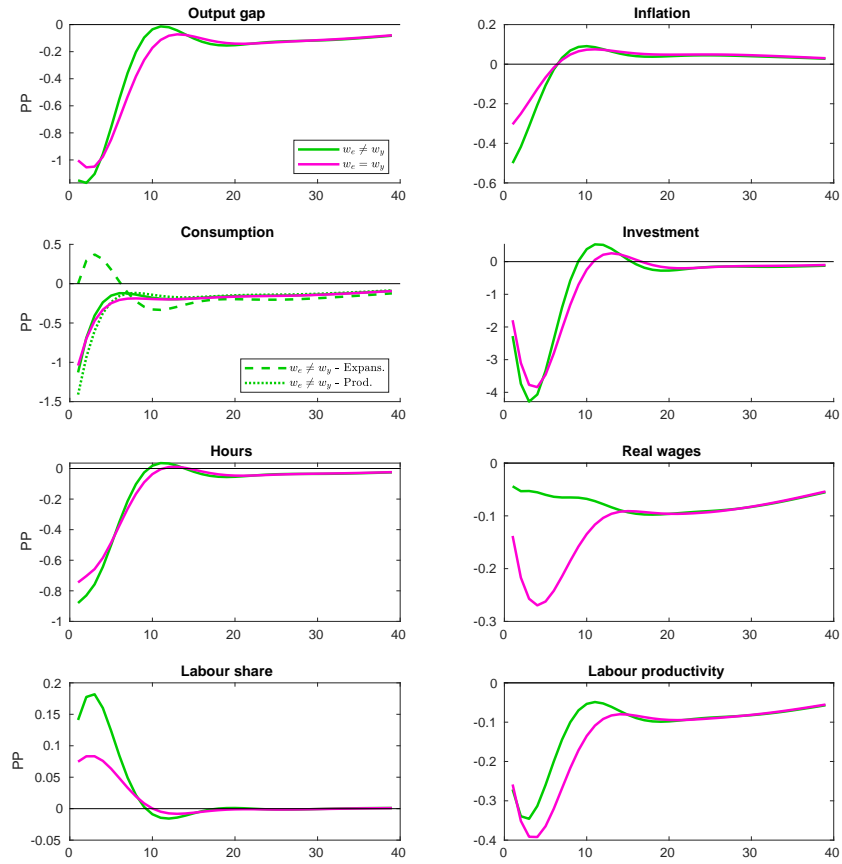 Output gap
PP
0
-0.2
-0.4
-0.6
-0.8
-1
0 10 20 30 40
w_e ≠ w_y
w_e = w_y
Inflation
0.2
0
-0.2
-0.4
-0.6
0 10 20 30 40
Consumption
PP
0.5
0
-0.5
-1
-1.5
0 10 20 30 40
w_e ≠ w_y - Expans.
w_e ≠ w_y - Prod.
Investment
0
-1
-2
-3
-4
0 10 20 30 40
Hours
PP
0
-0.2
-0.4
-0.6
-0.8
-1
0 10 20 30 40
Real wages
0
-0.1
-0.2
-0.3
0 10 20 30 40
Labour share
PP
0.2
0.15
0.1
0.05
0
-0.05
0 10 20 30 40
Labour productivity
0
-0.1
-0.2
-0.3
-0.4
0 10 20 30 40